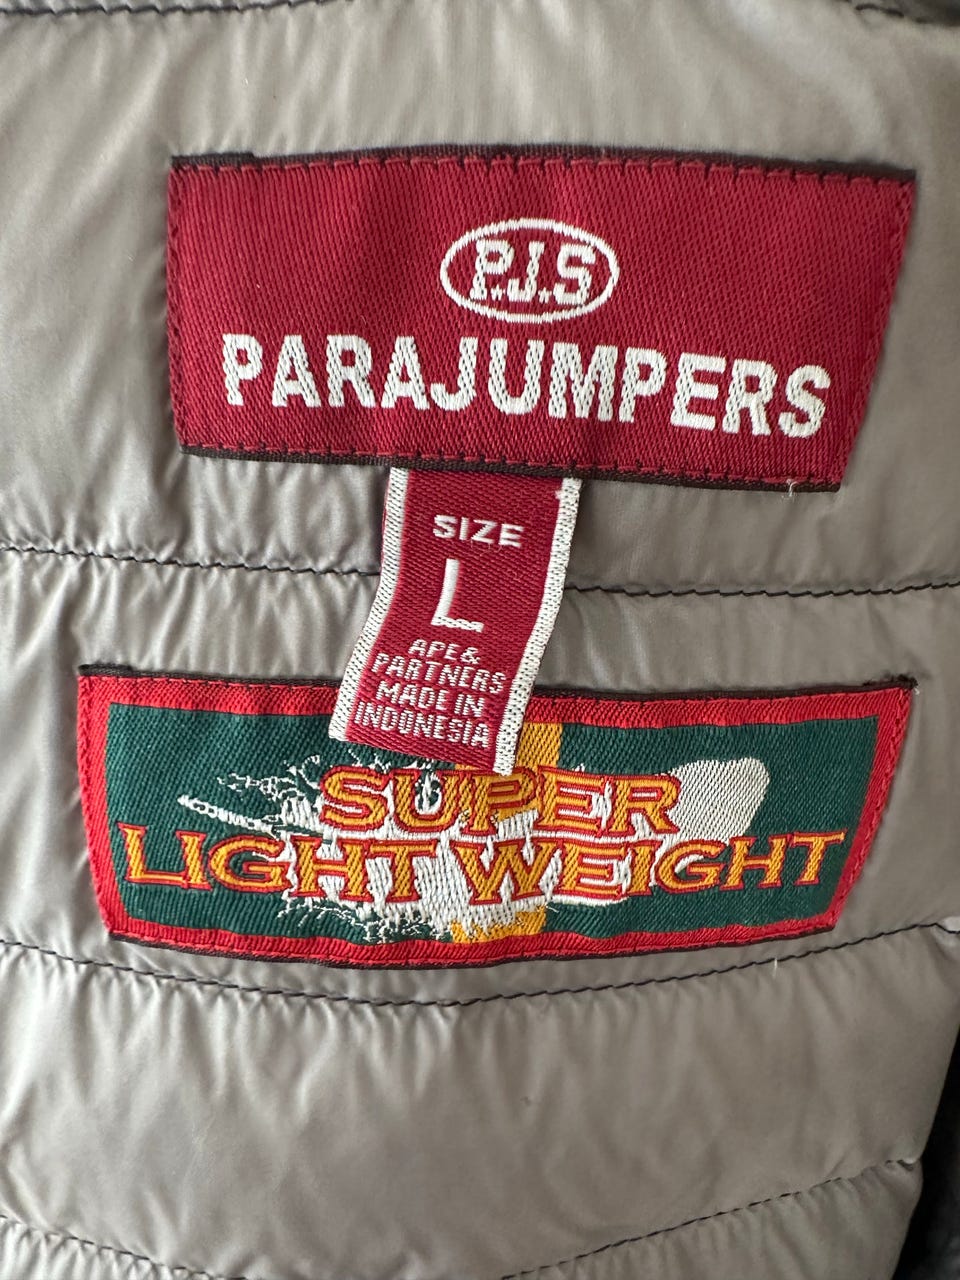 P.J.S
PARAJUMPERS
SIZE
L
APE&
PARTNERS
MADE IN
INDONESIA
SUPER
LIGHT WEIGHT